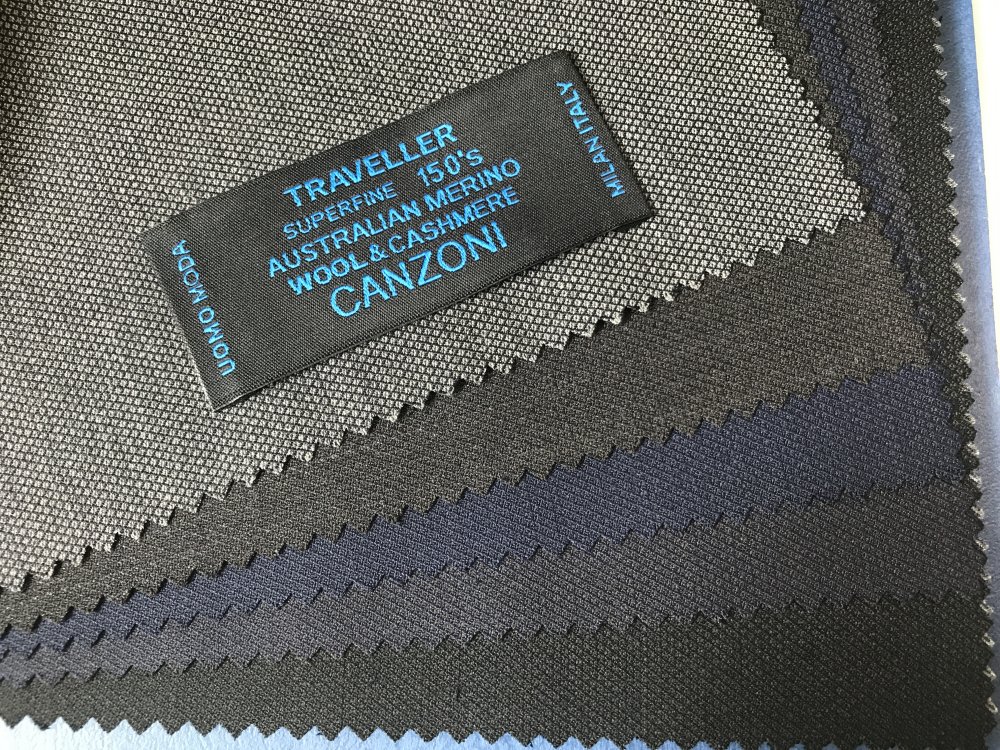 TRAVELLER
SUPERFINE 150's
AUSTRALIAN MERINO
WOOL & CASHMERE
CANZONI
UOMO MODA
MILAN ITALY